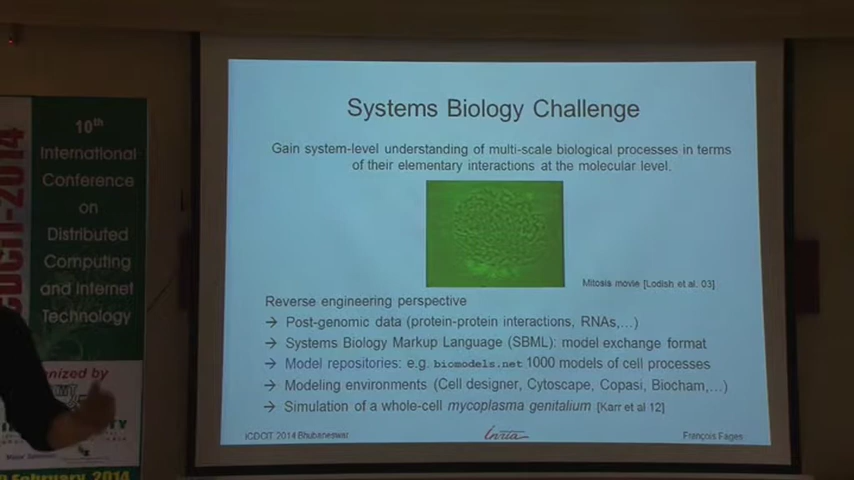 10th
International
Conference
on
Distributed
Computing
and Internet
Technology
2014
Systems Biology Challenge
Gain system-level understanding of multi-scale biological processes in terms
of their elementary interactions at the molecular level.
Mitosis movie [Lodish et al. 03]
Reverse engineering perspective
→ Post-genomic data (protein-protein interactions, RNAs,...)
→ Systems Biology Markup Language (SBML): model exchange format
→ Model repositories: e.g. biomodels.net 1000 models of cell processes
→ Modeling environments (Cell designer, Cytoscape, Copasi, Biocham,...)
→ Simulation of a whole-cell mycoplasma genitalium [Karr et al 12]
ICDCIT 2014 Bhubaneswar
Inria
François Fages
February 2014